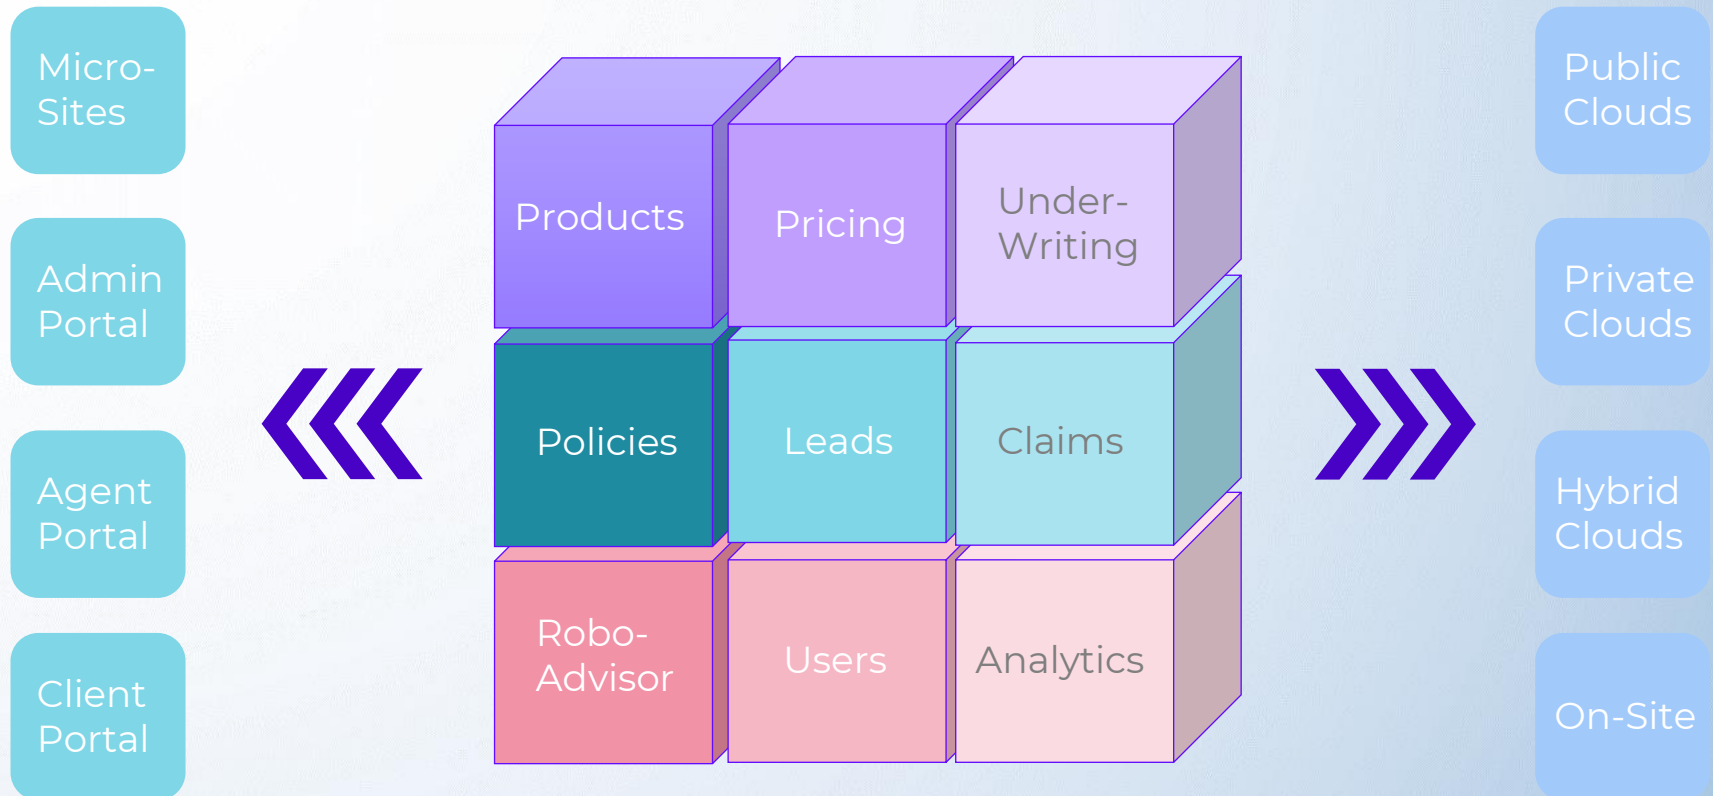 Micro-
Sites
Admin
Portal
Agent
Portal
Client
Portal
Products
Pricing
Under-
Writing
Policies
Leads
Claims
Robo-
Advisor
Users
Analytics
Public
Clouds
Private
Clouds
Hybrid
Clouds
On-Site